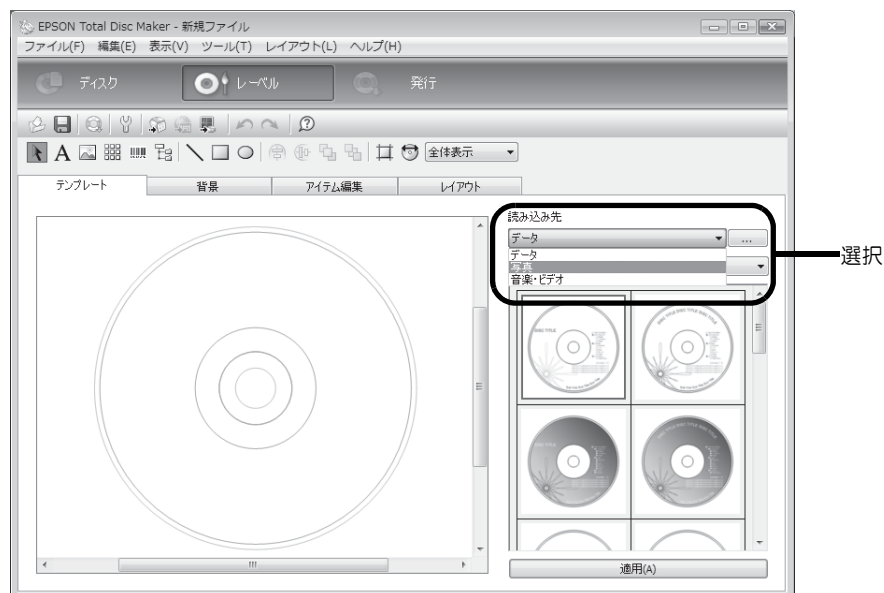 EPSON Total Disc Maker - 新規ファイル
ファイル(F) 編集(E) 表示(V) ツール(T) レイアウト(L) ヘルプ(H)
ディスク レーベル 発行
全体表示
テンプレート 背景 アイテム編集 レイアウト
読み込み先
データ ...
データ
写真
音楽・ビデオ
選択
DISC TITLE
適用(A)